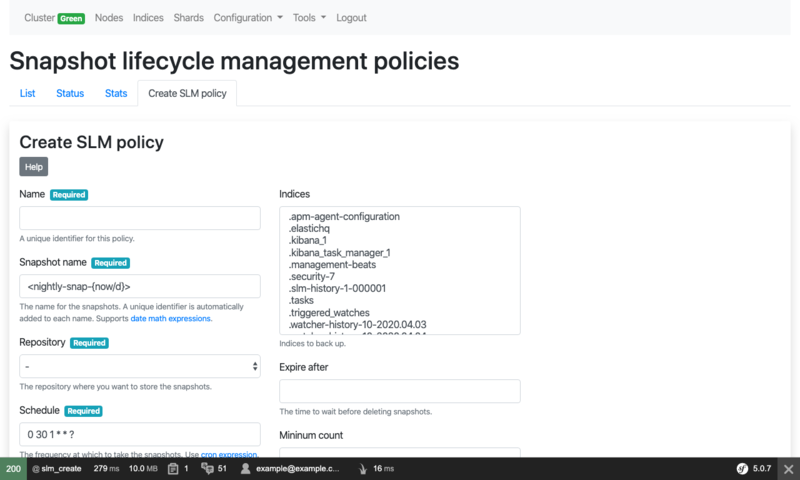 Cluster Green Nodes Indices Shards Configuration Tools Logout
Snapshot lifecycle management policies
List Status Stats Create SLM policy
Create SLM policy
Help
Name Required
A unique identifier for this policy.
Snapshot name Required
<nightly-snap-{now/d}>
The name for the snapshots. A unique identifier is automatically
added to each name. Supports date math expressions.
Repository Required
-
The repository where you want to store the snapshots.
Schedule Required
0 30 1 * * ?
The frequency at which to take the snapshots. Use cron expression.
Indices
.apm-agent-configuration
.elastichq
.kibana_1
.kibana_task_manager_1
.management-beats
.security-7
.slm-history-1-000001
.tasks
.triggered_watches
.watcher-history-10-2020.04.03
Indices to back up.
Expire after
The time to wait before deleting snapshots.
Minimum count
200 @ slm_create 279 ms 10.0 MB 1 51 example@example.c... 16 ms sf 5.0.7